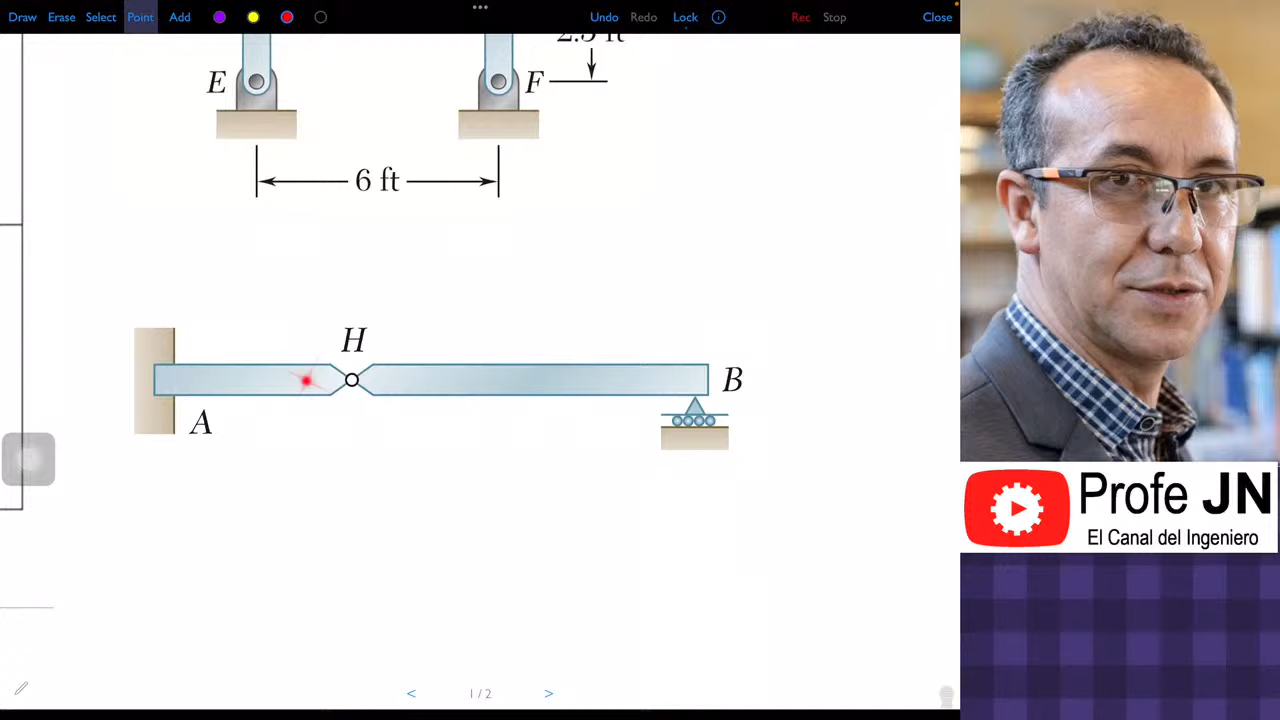 Draw Erase Select Point Add Undo Redo Lock Rec Stop Close
E F
6 ft
H
B
A
Profe JN
El Canal del Ingeniero
< 1 / 2 >